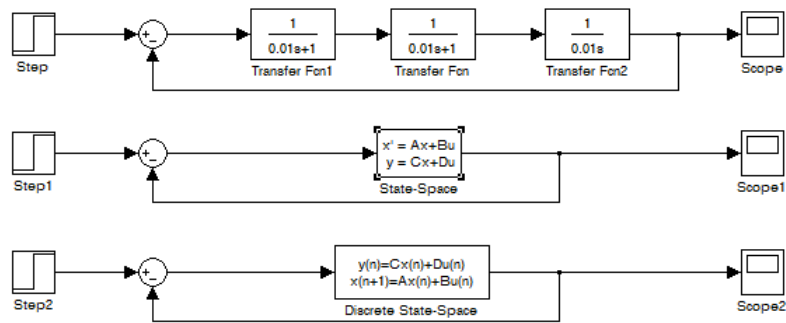 1
0.01s+1
1
0.01s+1
1
0.01s
Step
Transfer Fcn1
Transfer Fcn
Transfer Fcn2
Scope
x' = Ax+Bu
y = Cx+Du
Step1
State-Space
Scope1
y(n)=Cx(n)+Du(n)
x(n+1)=Ax(n)+Bu(n)
Step2
Discrete State-Space
Scope2